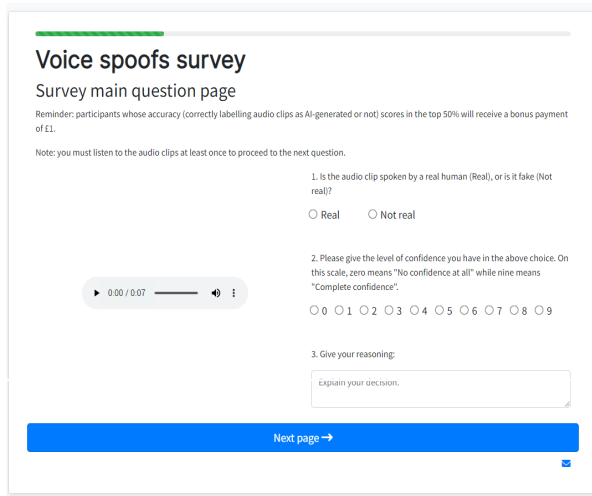 Voice spoofs survey
Survey main question page
Reminder: participants whose accuracy (correctly labelling audio clips as AI-generated or not) scores in the top 50% will receive a bonus payment
of £1.
Note: you must listen to the audio clips at least once to proceed to the next question.
1. Is the audio clip spoken by a real human (Real), or is it fake (Not
real)?
Real Not real
2. Please give the level of confidence you have in the above choice. On
this scale, zero means "No confidence at all" while nine means
"Complete confidence".
0:00 / 0:07
0 1 2 3 4 5 6 7 8 9
3. Give your reasoning:
Explain your decision.
Next page